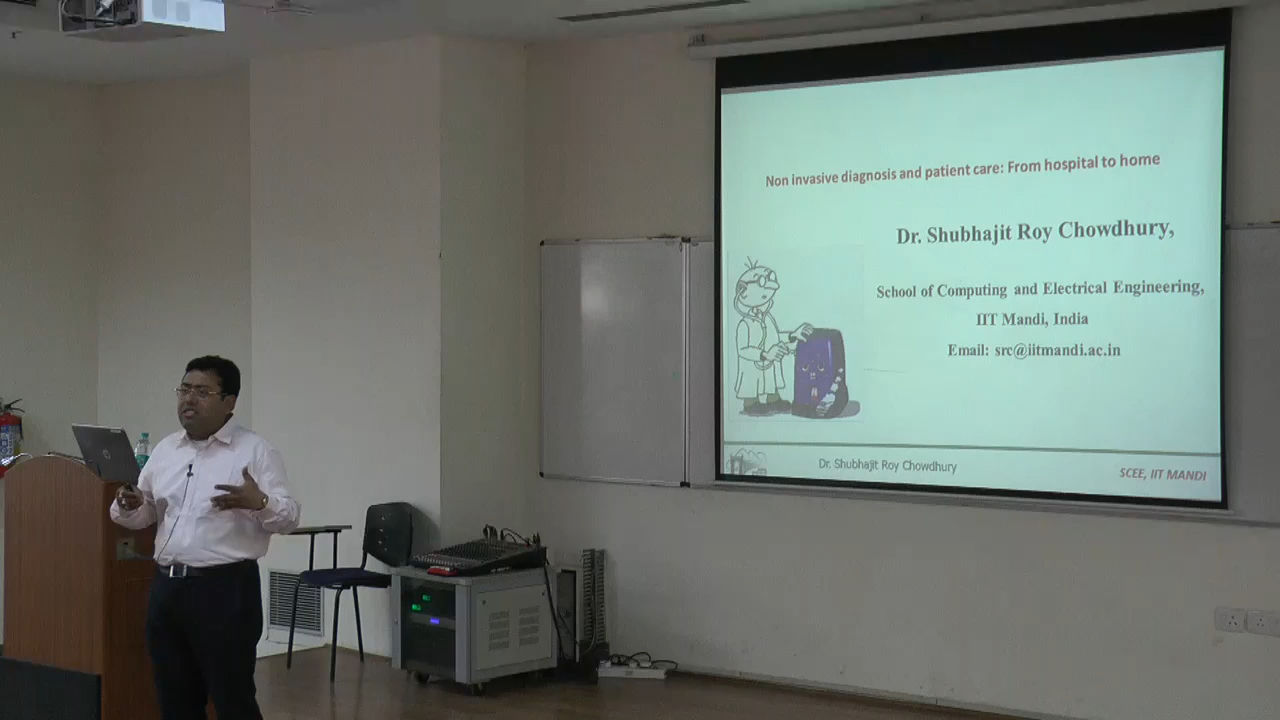 Non invasive diagnosis and patient care: From hospital to home
Dr. Shubhajit Roy Chowdhury,
School of Computing and Electrical Engineering,
IIT Mandi, India
Email: src@iitmandi.ac.in
Dr. Shubhajit Roy Chowdhury
SCEE, IIT MANDI